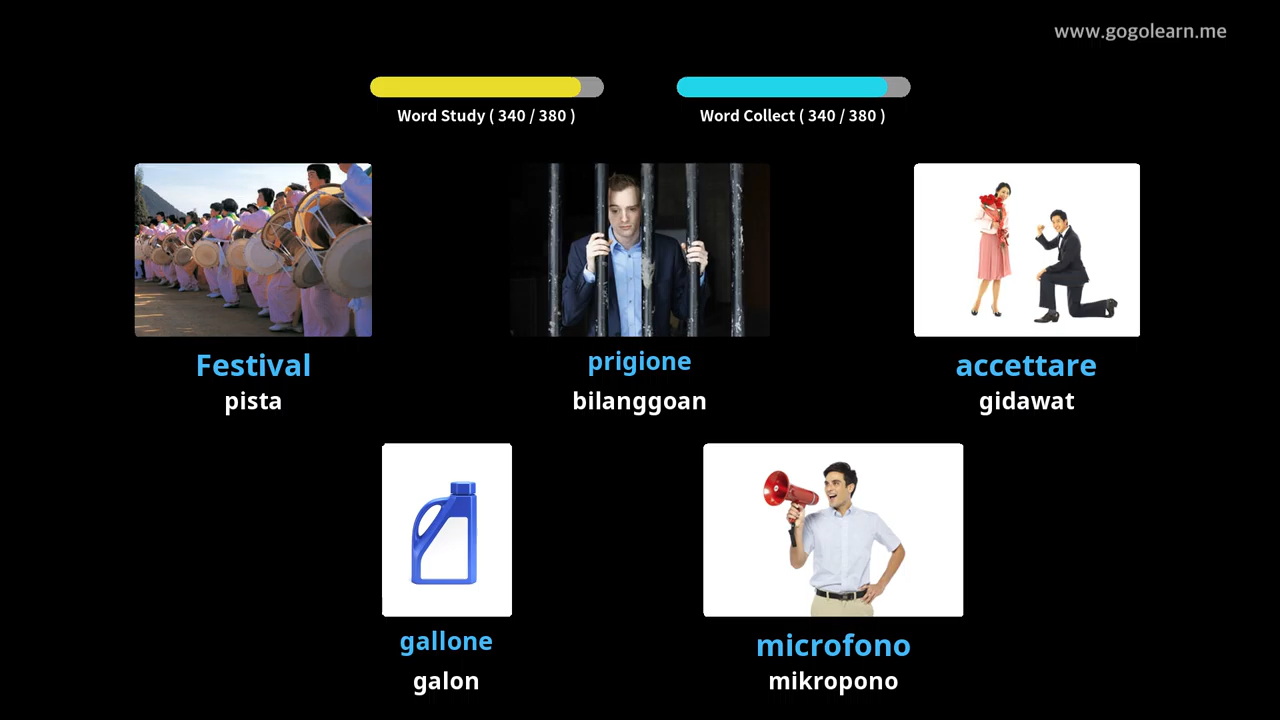 www.gogolearn.me
Word Study ( 340 / 380 )
Word Collect ( 340 / 380 )
Festival
pista
prigione
bilanggoan
accettare
gidawat
gallone
galon
microfono
mikropono